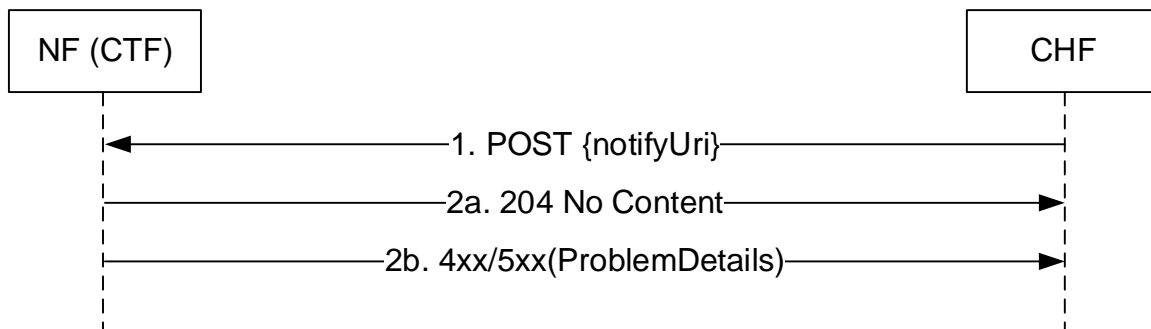 NF (CTF)
CHF
1. POST {notifyUri}
2a. 204 No Content
2b. 4xx/5xx(ProblemDetails)